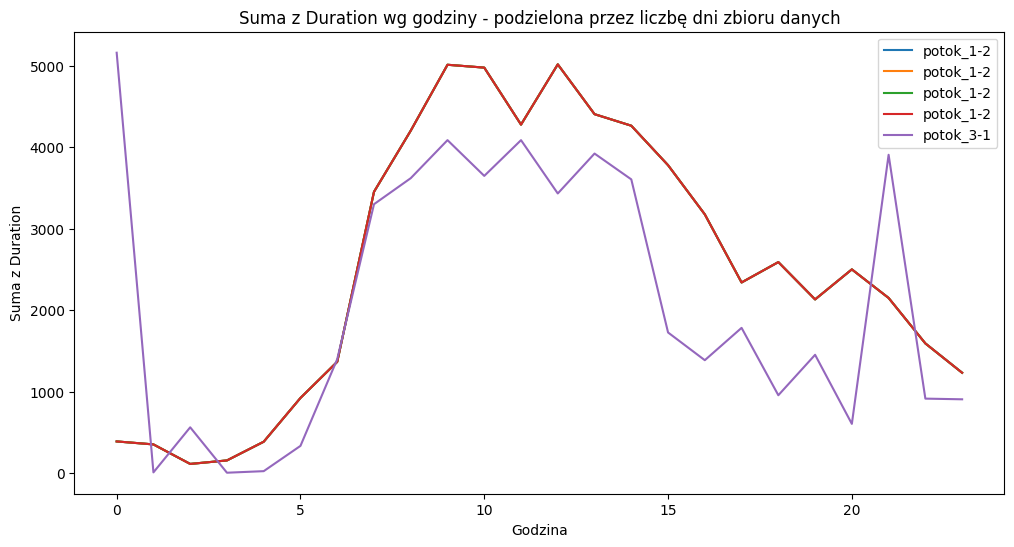 Suma z Duration wg godziny - podzielona przez liczbę dni zbioru danych
potok_1-2
potok_1-2
potok_1-2
potok_1-2
potok_3-1
5000
4000
3000
2000
1000
0
Suma z Duration
0 5 10 15 20
Godzina